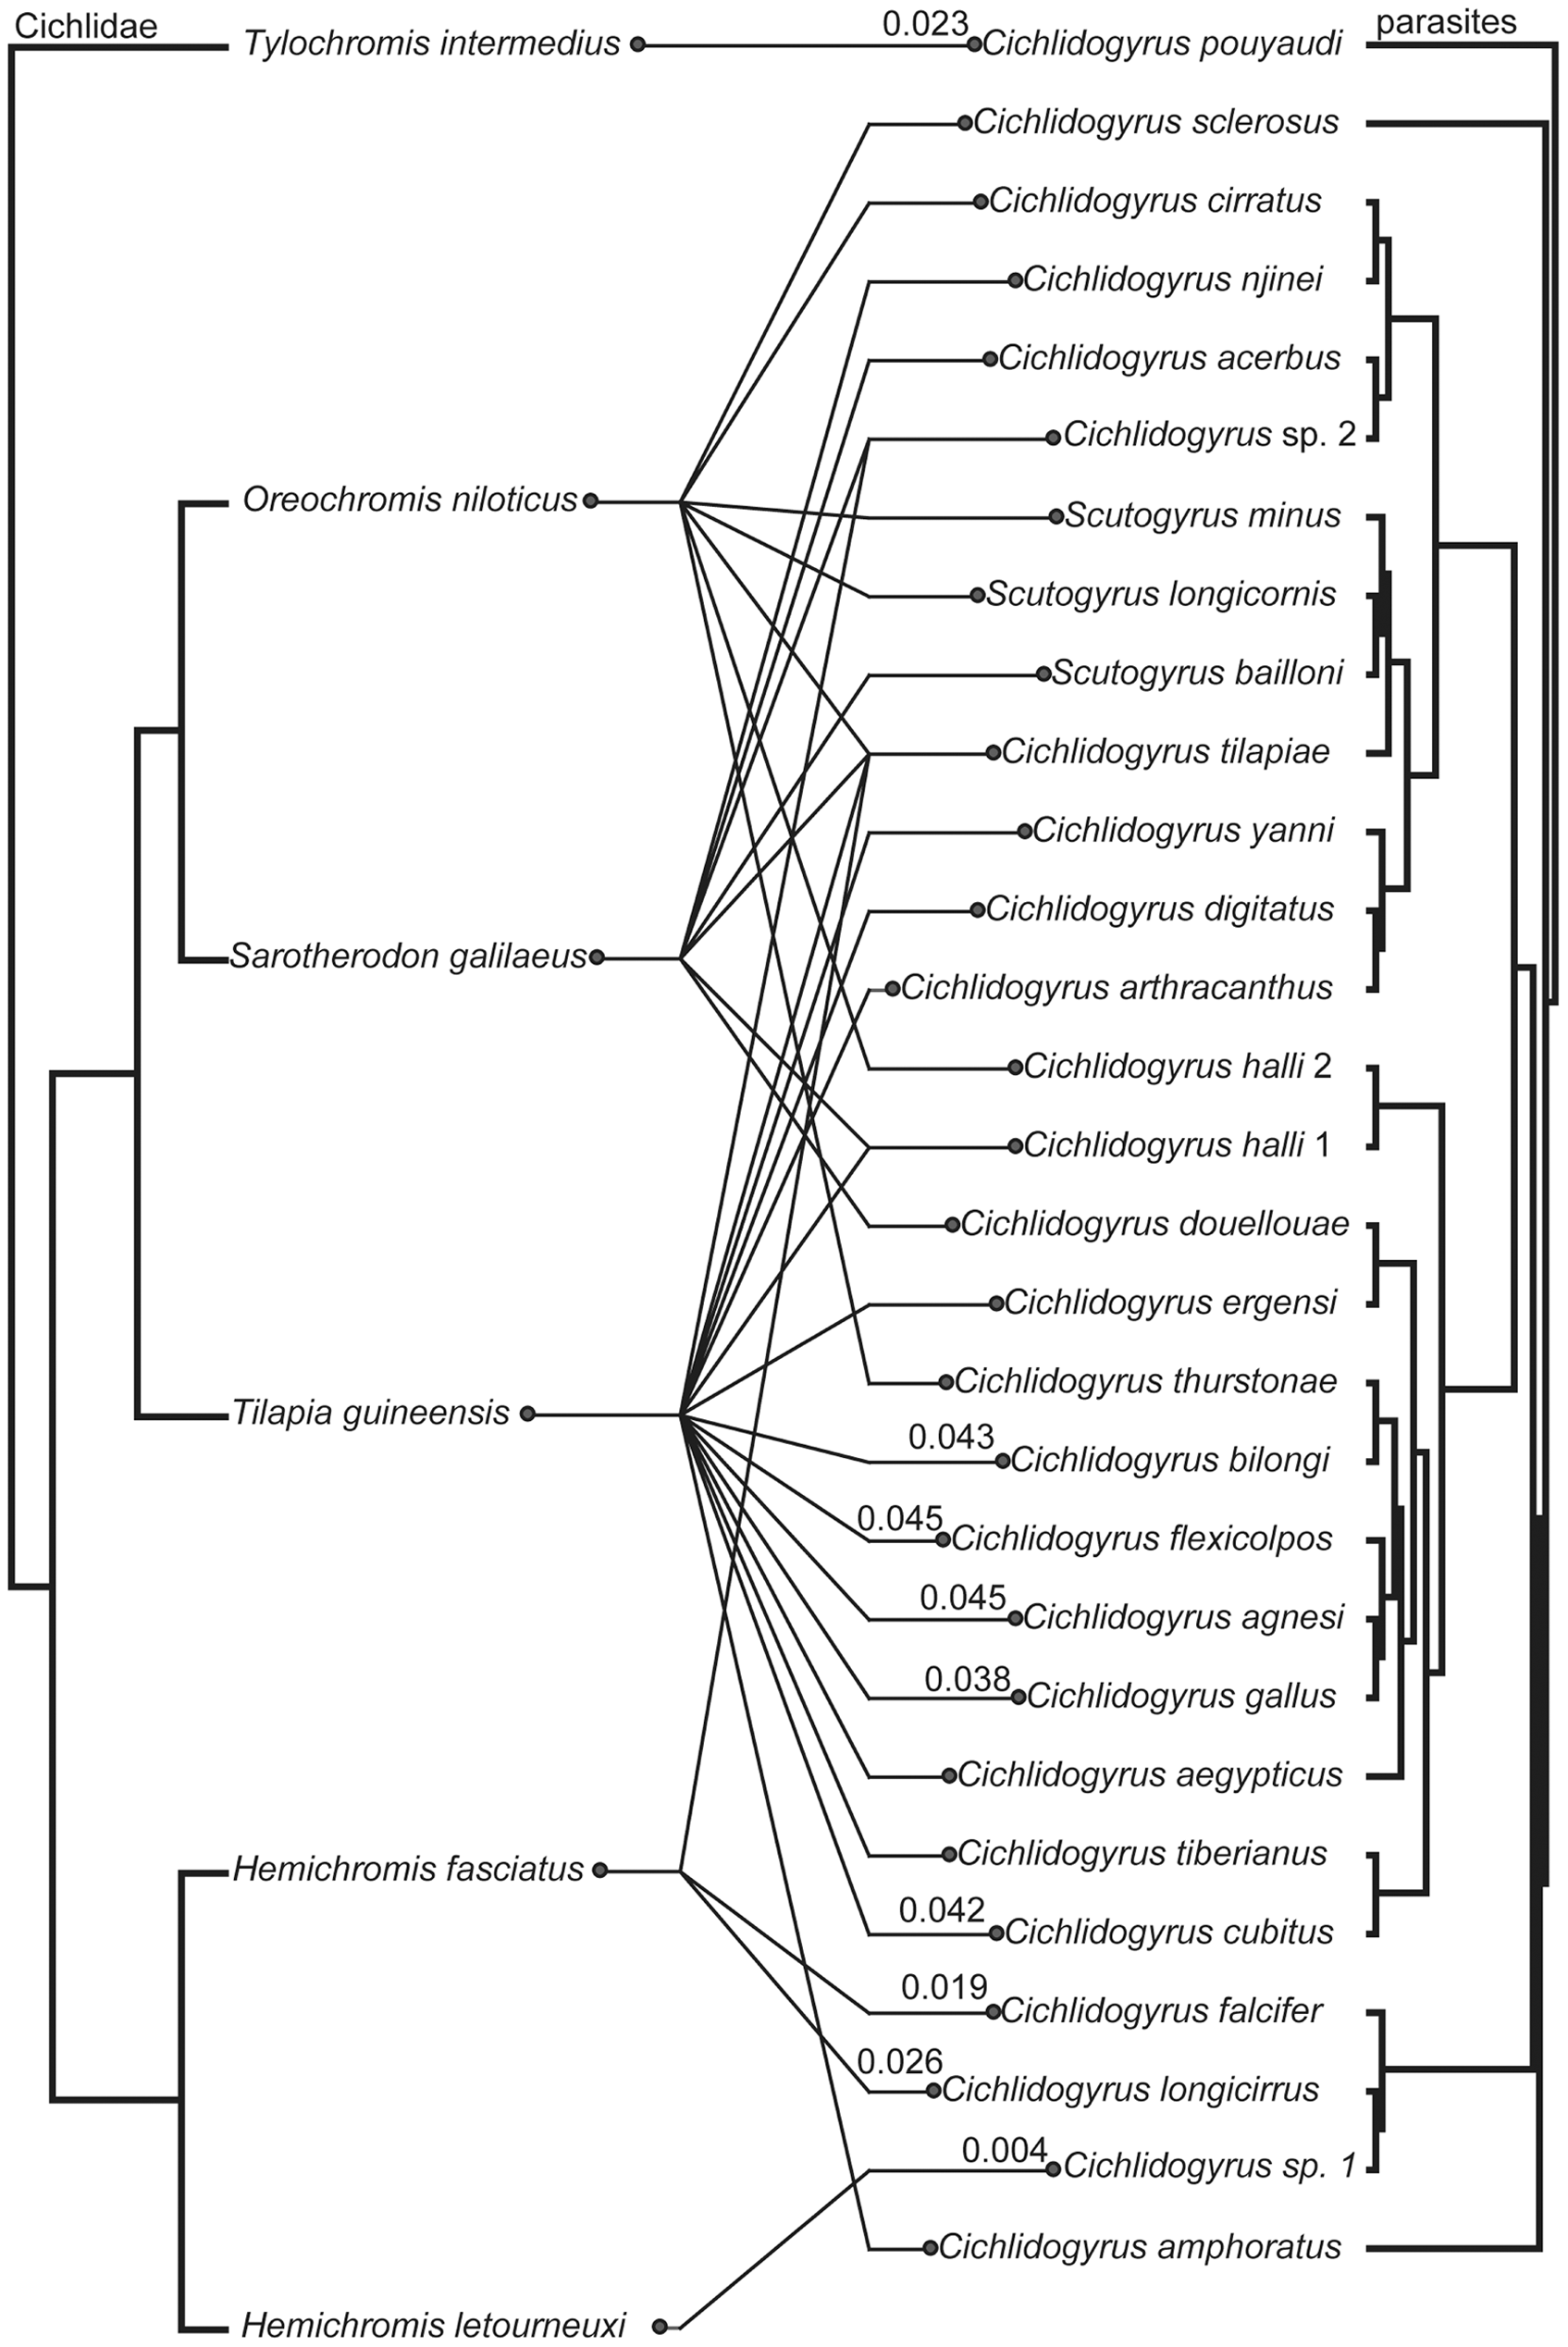 Cichlidae
parasites
0.023
Tylochromis intermedius
Cichlidogyrus pouyaudi
Cichlidogyrus sclerosus
Cichlidogyrus cirratus
Cichlidogyrus njinei
Cichlidogyrus acerbus
Cichlidogyrus sp. 2
Oreochromis niloticus
Scutogyrus minus
Scutogyrus longicornis
Scutogyrus bailloni
Cichlidogyrus tilapiae
Cichlidogyrus yanni
Cichlidogyrus digitatus
Sarotherodon galilaeus
Cichlidogyrus arthracanthus
Cichlidogyrus halli 2
Cichlidogyrus halli 1
Cichlidogyrus douellouae
Cichlidogyrus ergensi
Cichlidogyrus thurstonae
Tilapia guineensis
0.043
Cichlidogyrus bilongi
0.045
Cichlidogyrus flexicolpos
0.045
Cichlidogyrus agnesi
0.038
Cichlidogyrus gallus
Cichlidogyrus aegypticus
Cichlidogyrus tiberianus
Hemichromis fasciatus
0.042
Cichlidogyrus cubitus
0.019
Cichlidogyrus falcifer
0.026
Cichlidogyrus longicirrus
0.004
Cichlidogyrus sp. 1
Cichlidogyrus amphoratus
Hemichromis letourneuxi